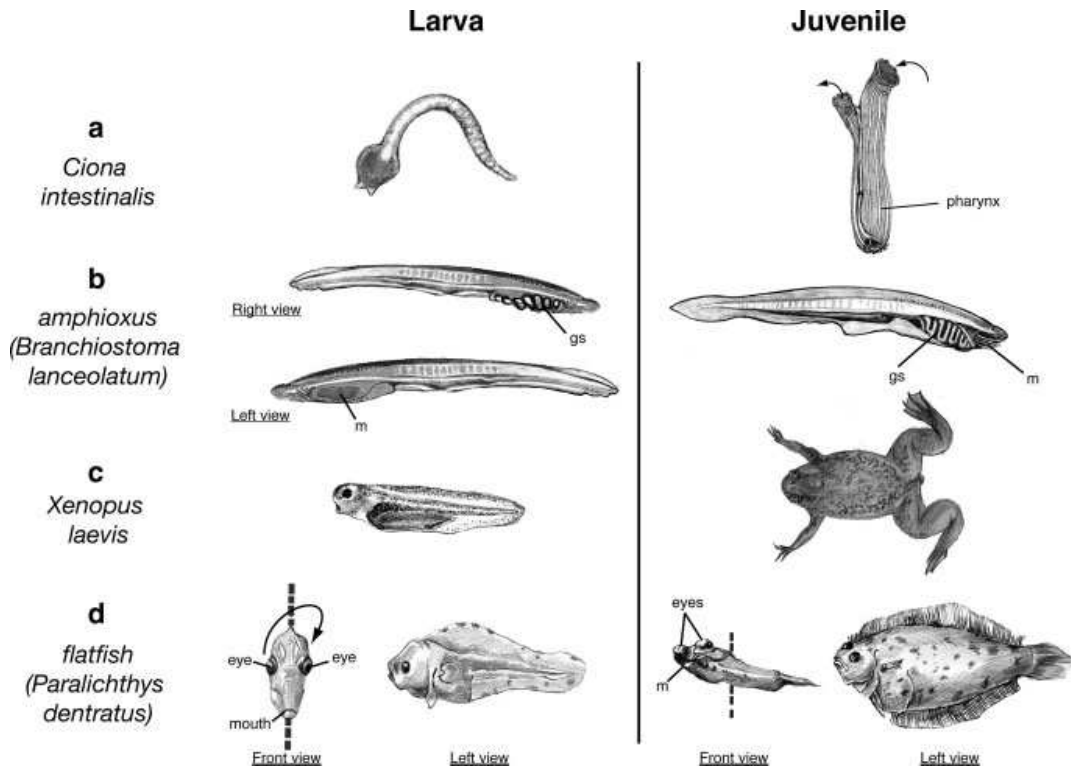 Larva
Juvenile
a
Ciona
intestinalis
pharynx
b
amphioxus
(Branchiostoma
lanceolatum)
Right view
gs
Left view
m
gs
m
c
Xenopus
laevis
d
flatfish
(Paralichthys
dentratus)
eye
eye
mouth
Front view
Left view
eyes
m
Front view
Left view